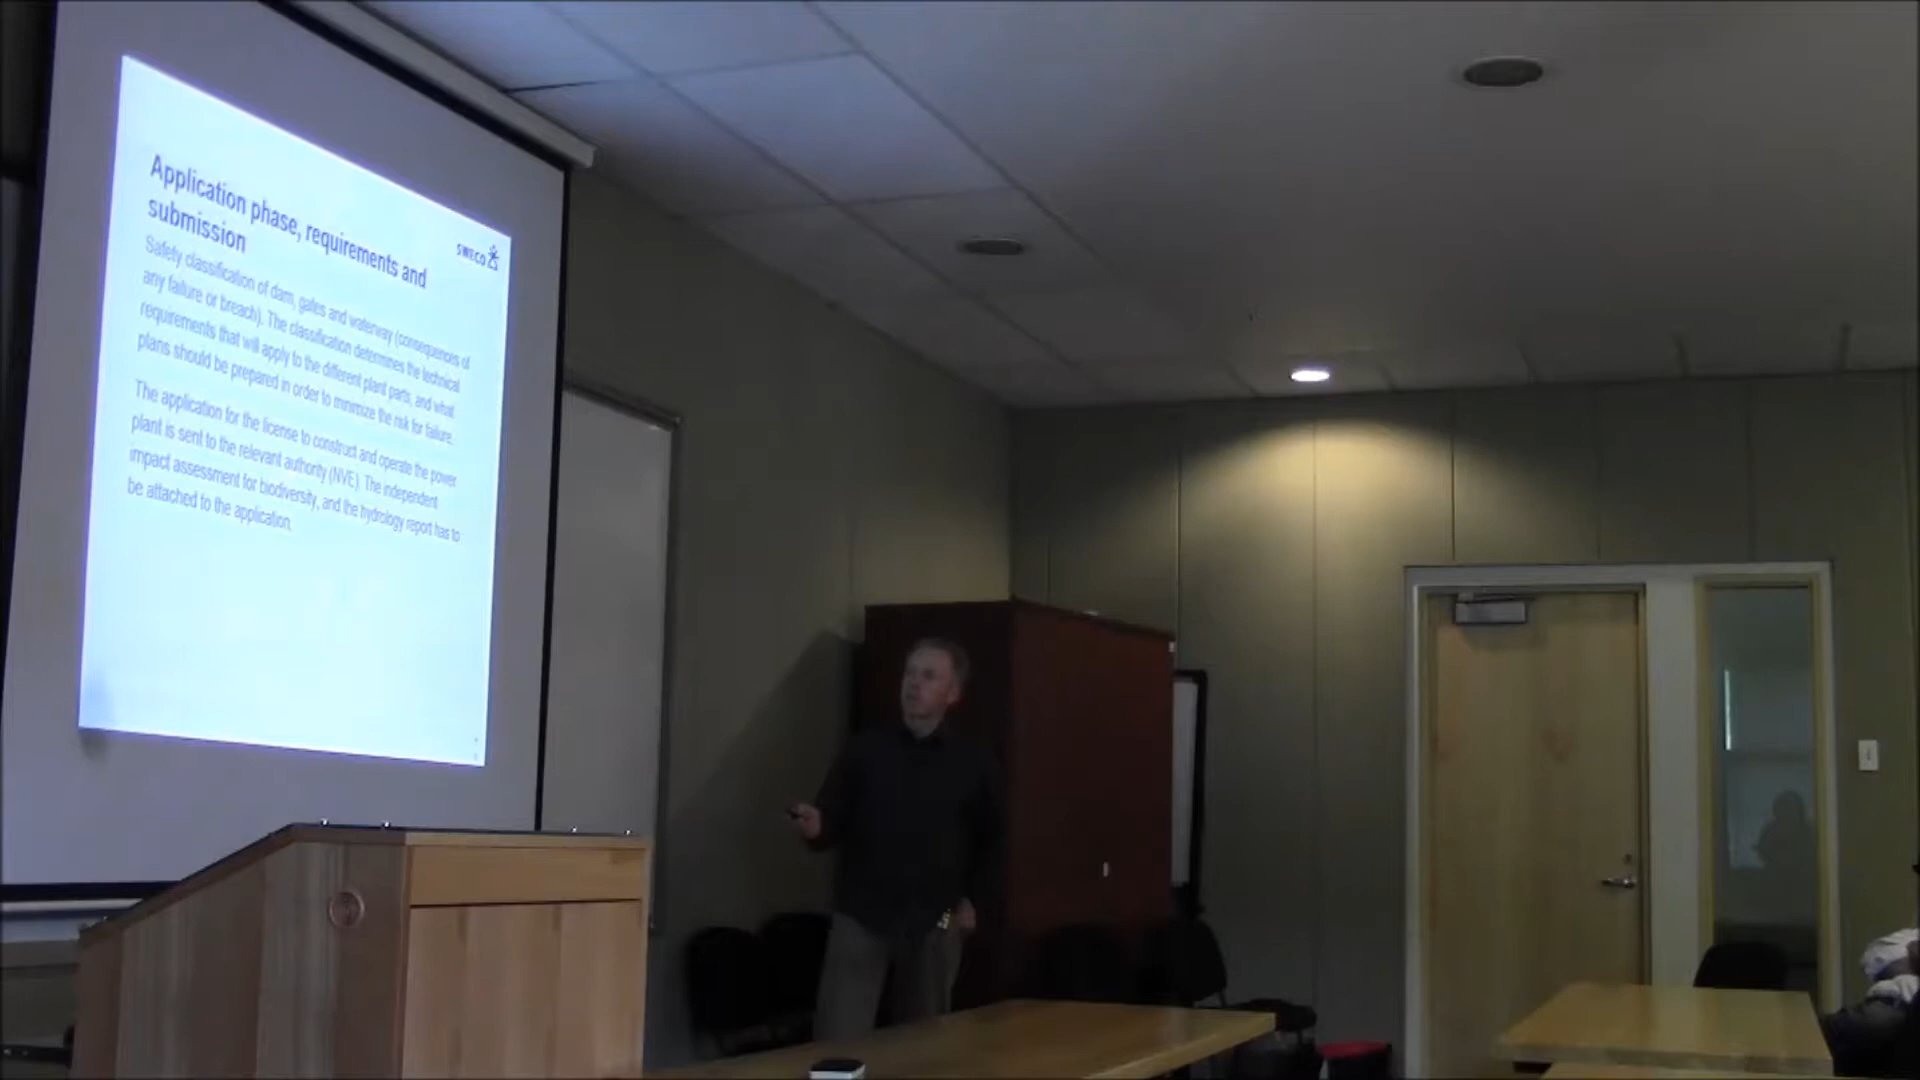 Application phase, requirements and
submission
SWECO
Safety classification of dam, gates and waterway (consequences of
any failure or breach). The classification determines the technical
requirements that will apply to the different plant parts, and what
plans should be prepared in order to minimize the risk for failure.
The application for the license to construct and operate the power
plant is sent to the relevant authority (NVE). The independent
impact assessment for biodiversity, and the hydrology report has to
be attached to the application.